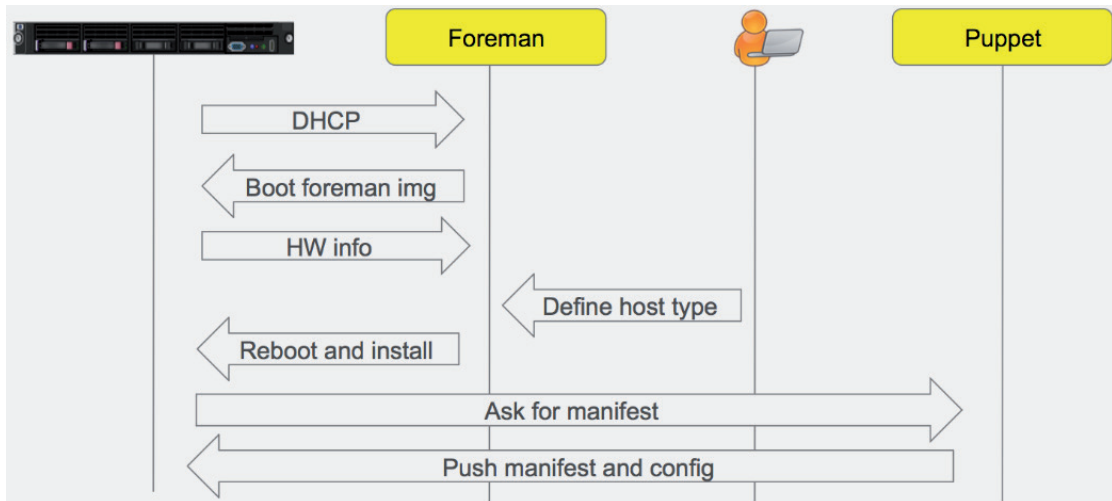 Foreman
Puppet
DHCP
Boot foreman img
HW info
Define host type
Reboot and install
Ask for manifest
Push manifest and config